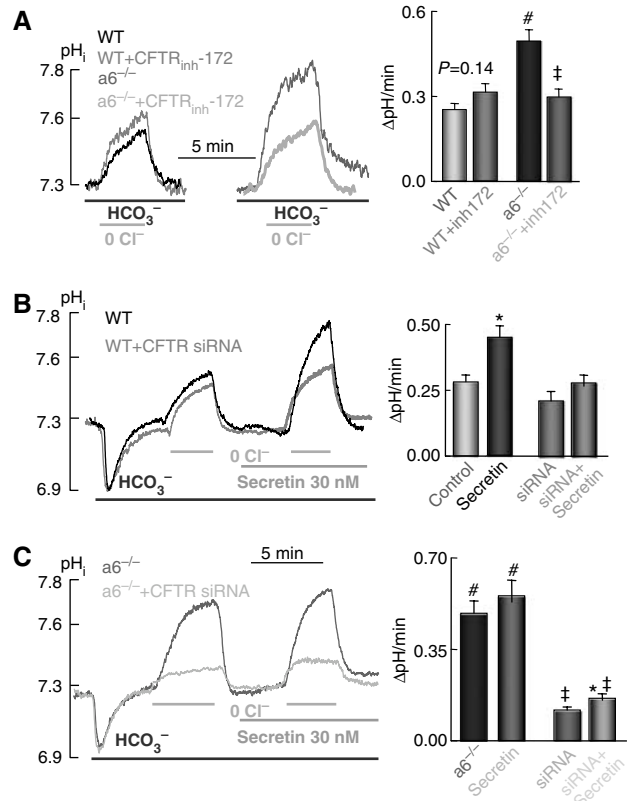 A
pHi
WT
WT+CFTRinh-172
a6−/−
a6−/−+CFTRinh-172
7.8
7.6
7.3
5 min
HCO3−
0 Cl−
HCO3−
0 Cl−
ΔpH/min
0.6
0.3
0.0
P=0.14
#
‡
WT
WT+inh172
a6−/−
a6−/−+inh172
B
pHi
WT
WT+CFTR siRNA
7.8
7.6
7.3
6.9
0 Cl−
HCO3−
Secretin 30 nM
ΔpH/min
0.50
0.25
0.00
*
Control
Secretin
siRNA
siRNA+
Secretin
C
pHi
a6−/−
a6−/−+CFTR siRNA
5 min
7.8
7.6
7.3
6.9
0 Cl−
HCO3−
Secretin 30 nM
ΔpH/min
0.70
0.35
0.00
#
#
‡
*‡
a6−/−
Secretin
siRNA
siRNA+
Secretin